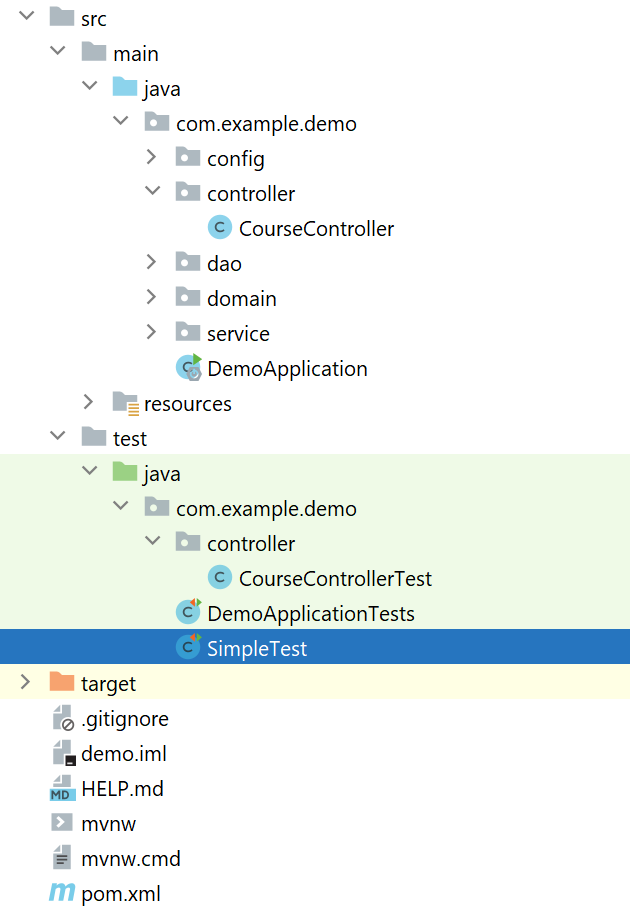 src
main
java
com.example.demo
config
controller
C CourseController
dao
domain
service
C DemoApplication
resources
test
java
com.example.demo
controller
C CourseControllerTest
C DemoApplicationTests
C SimpleTest
target
.gitignore
demo.iml
MD HELP.md
mvnw
mvnw.cmd
m pom.xml